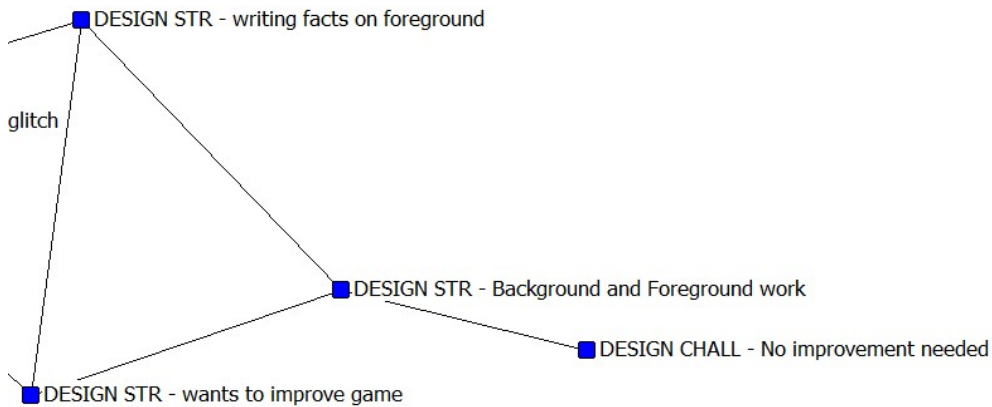 DESIGN STR - writing facts on foreground
glitch
DESIGN STR - Background and Foreground work
DESIGN CHALL - No improvement needed
DESIGN STR - wants to improve game